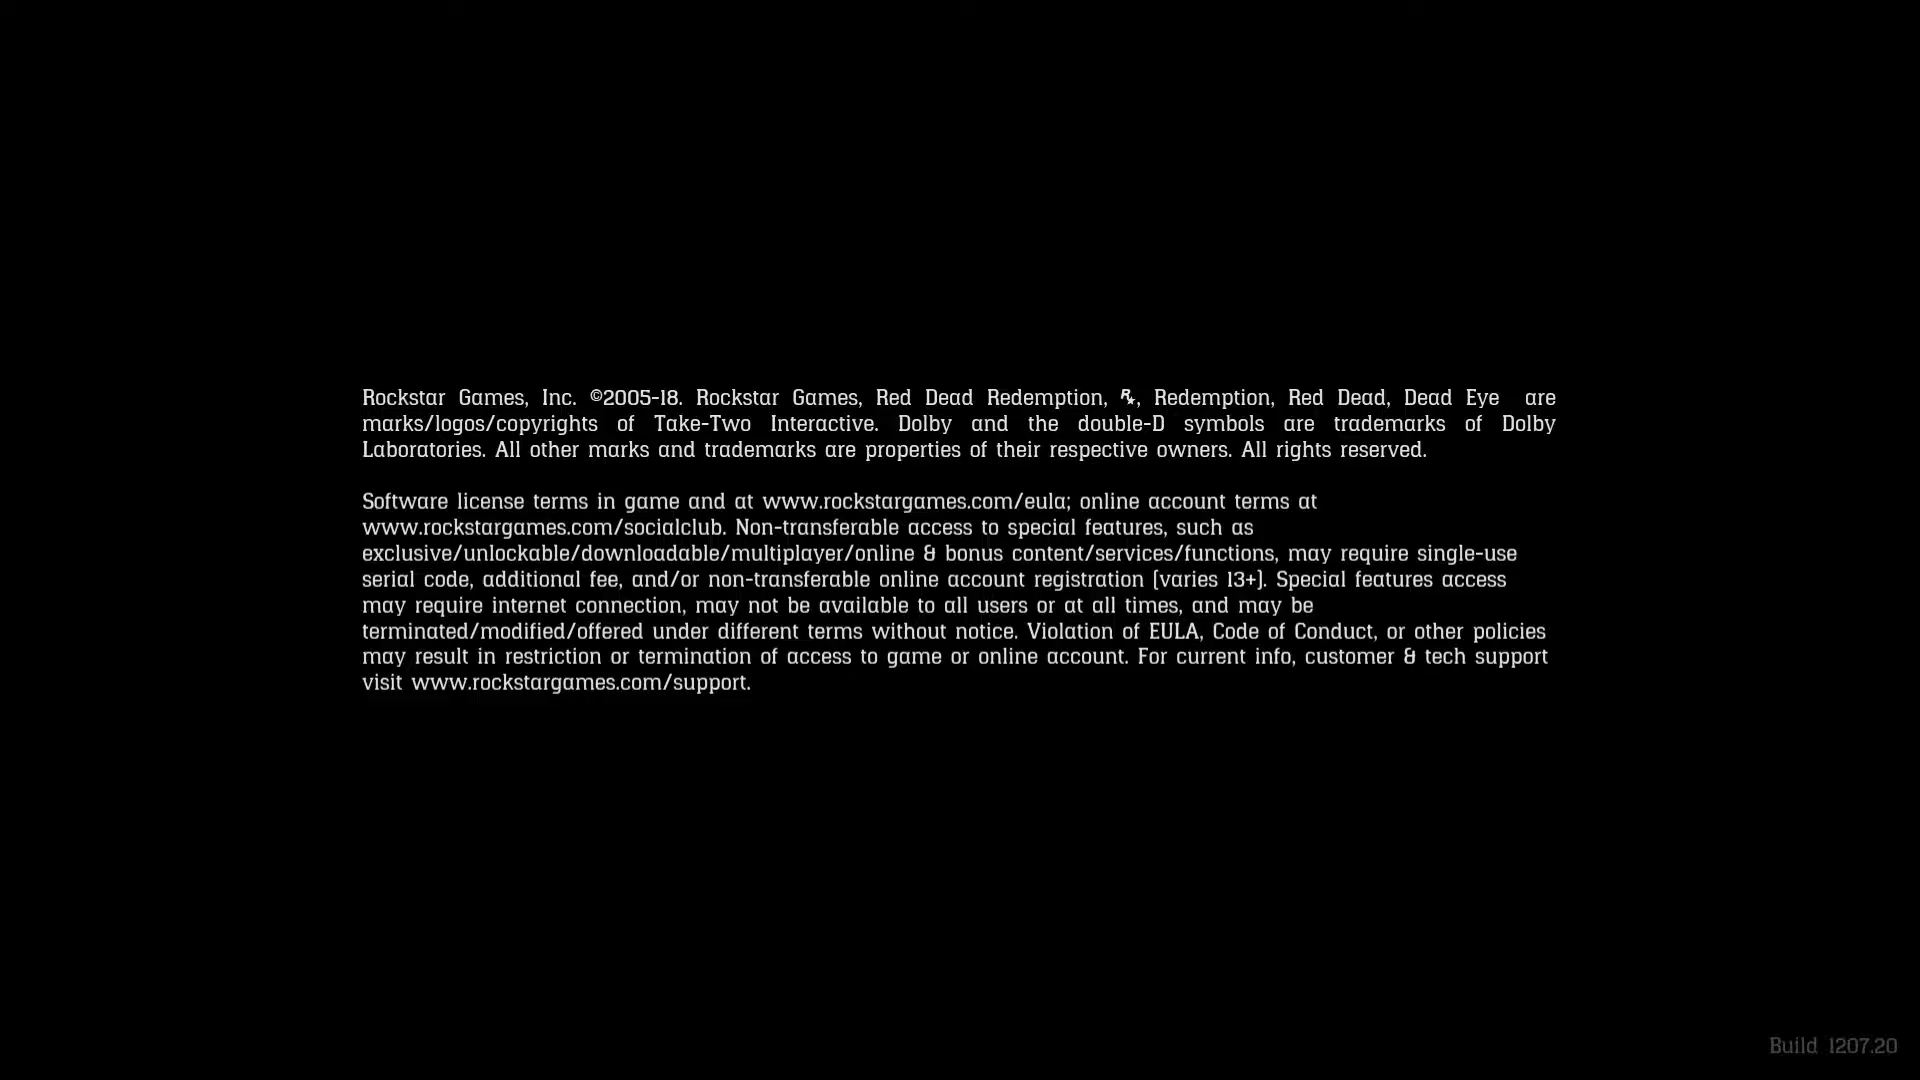 Rockstar Games, Inc. ©2005-18. Rockstar Games, Red Dead Redemption, R★, Redemption, Red Dead, Dead Eye are
marks/logos/copyrights of Take-Two Interactive. Dolby and the double-D symbols are trademarks of Dolby
Laboratories. All other marks and trademarks are properties of their respective owners. All rights reserved.
Software license terms in game and at www.rockstargames.com/eula; online account terms at
www.rockstargames.com/socialclub. Non-transferable access to special features, such as
exclusive/unlockable/downloadable/multiplayer/online & bonus content/services/functions, may require single-use
serial code, additional fee, and/or non-transferable online account registration (varies 13+). Special features access
may require internet connection, may not be available to all users or at all times, and may be
terminated/modified/offered under different terms without notice. Violation of EULA, Code of Conduct, or other policies
may result in restriction or termination of access to game or online account. For current info, customer & tech support
visit www.rockstargames.com/support.
Build 1207.20